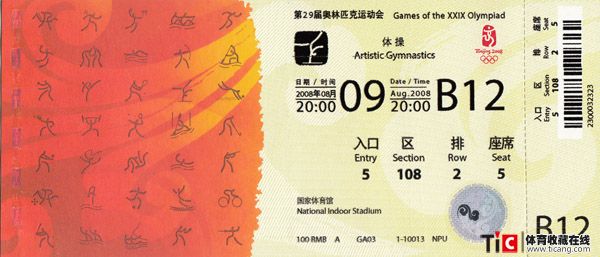 第29届奥林匹克运动会 Games of the XXIX Olympiad
体操
Artistic Gymnastics
Beijing 2008
日期 / 时间
2008年08月
20:00
09
Date / Time
Aug.2008
20:00
B12
入口 区 排 座席
Entry Section Row Seat
5 108 2 5
国家体育馆
National Indoor Stadium
100 RMB A GA03 1-10013 NPU
座席 Seat 5
排 Row 2
区 Section 108
入口 Entry 5
2300032323
B12
TiC 体育收藏在线
www.ticang.com